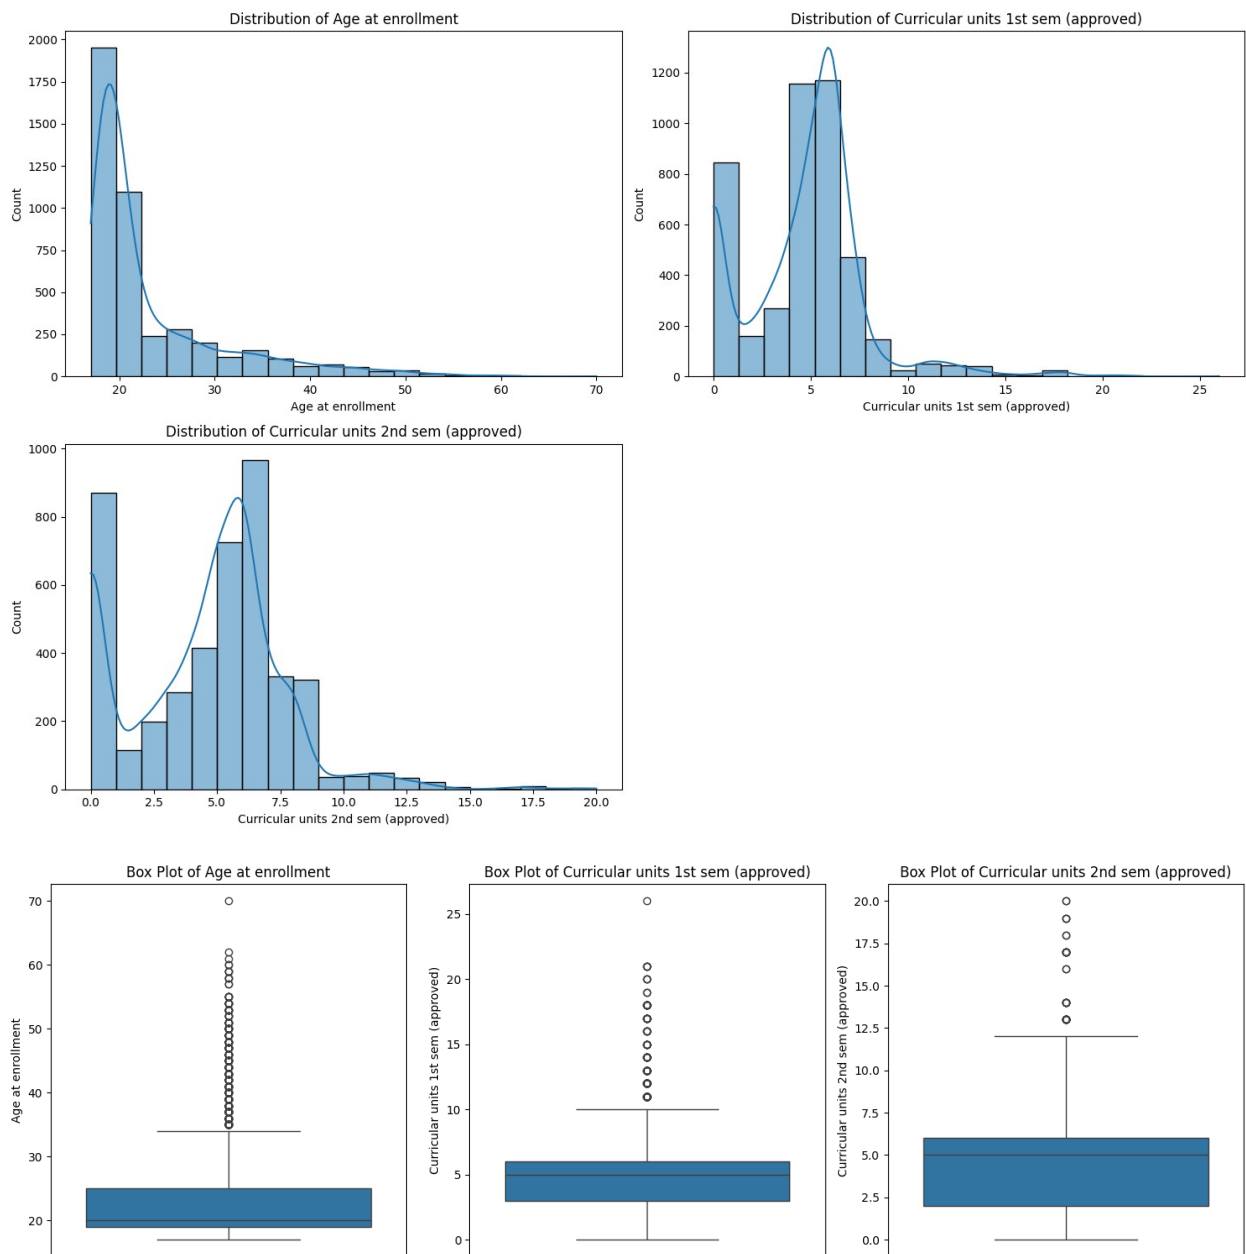 Distribution of Age at enrollment
2000
1750
1500
1250
1000
750
500
250
0
Count
20 30 40 50 60 70
Age at enrollment
Distribution of Curricular units 1st sem (approved)
1200
1000
800
600
400
200
0
Count
0 5 10 15 20 25
Curricular units 1st sem (approved)
Distribution of Curricular units 2nd sem (approved)
1000
800
600
400
200
0
Count
0.0 2.5 5.0 7.5 10.0 12.5 15.0 17.5 20.0
Curricular units 2nd sem (approved)
Box Plot of Age at enrollment
70
60
50
40
30
20
Age at enrollment
Box Plot of Curricular units 1st sem (approved)
25
20
15
10
5
0
Curricular units 1st sem (approved)
Box Plot of Curricular units 2nd sem (approved)
20.0
17.5
15.0
12.5
10.0
7.5
5.0
2.5
0.0
Curricular units 2nd sem (approved)